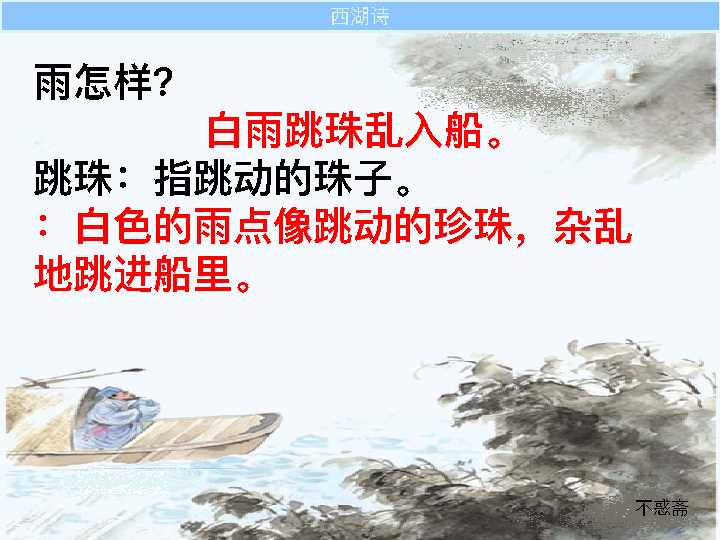 西湖诗
雨怎样？
白雨跳珠乱入船。
跳珠：指跳动的珠子。
：白色的雨点像跳动的珍珠，杂乱
地跳进船里。
不惑斋